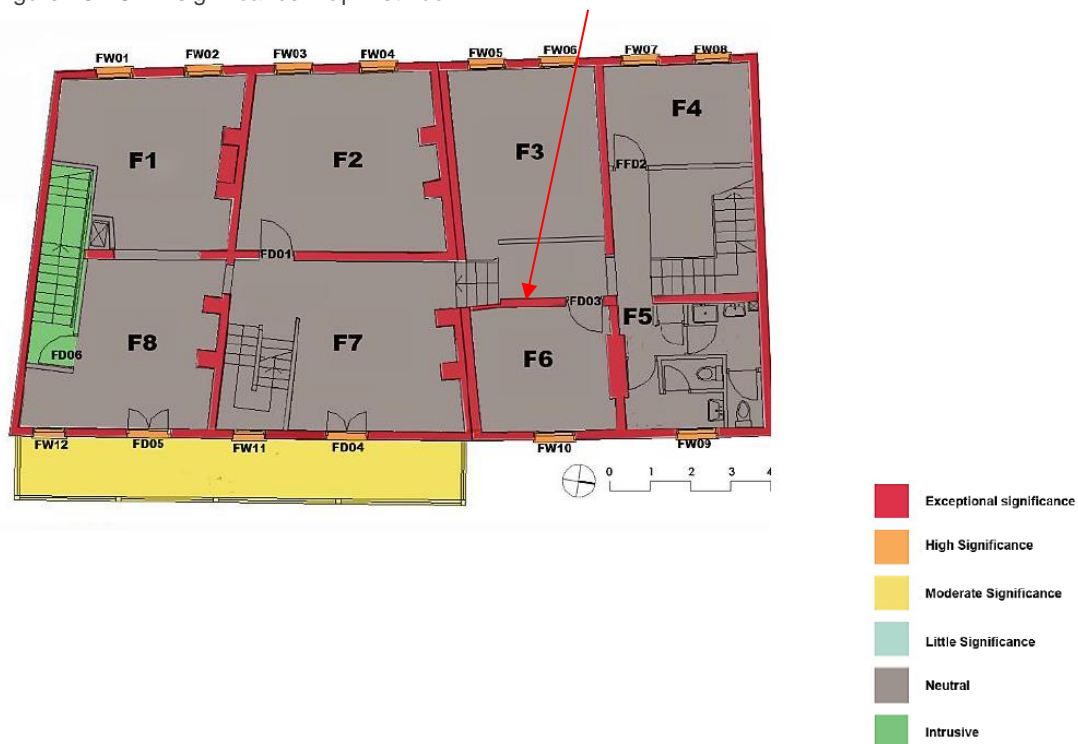 FW01 FW02 FW03 FW04 FW05 FW06 FW07 FW08
F1 F2 F3 F4
FFD2
FD01
FD03
F5
F8 F7 F6
FD06
FW12 FD05 FW11 FD04 FW10 FW09
0 1 2 3 4
Exceptional significance
High Significance
Moderate Significance
Little Significance
Neutral
Intrusive